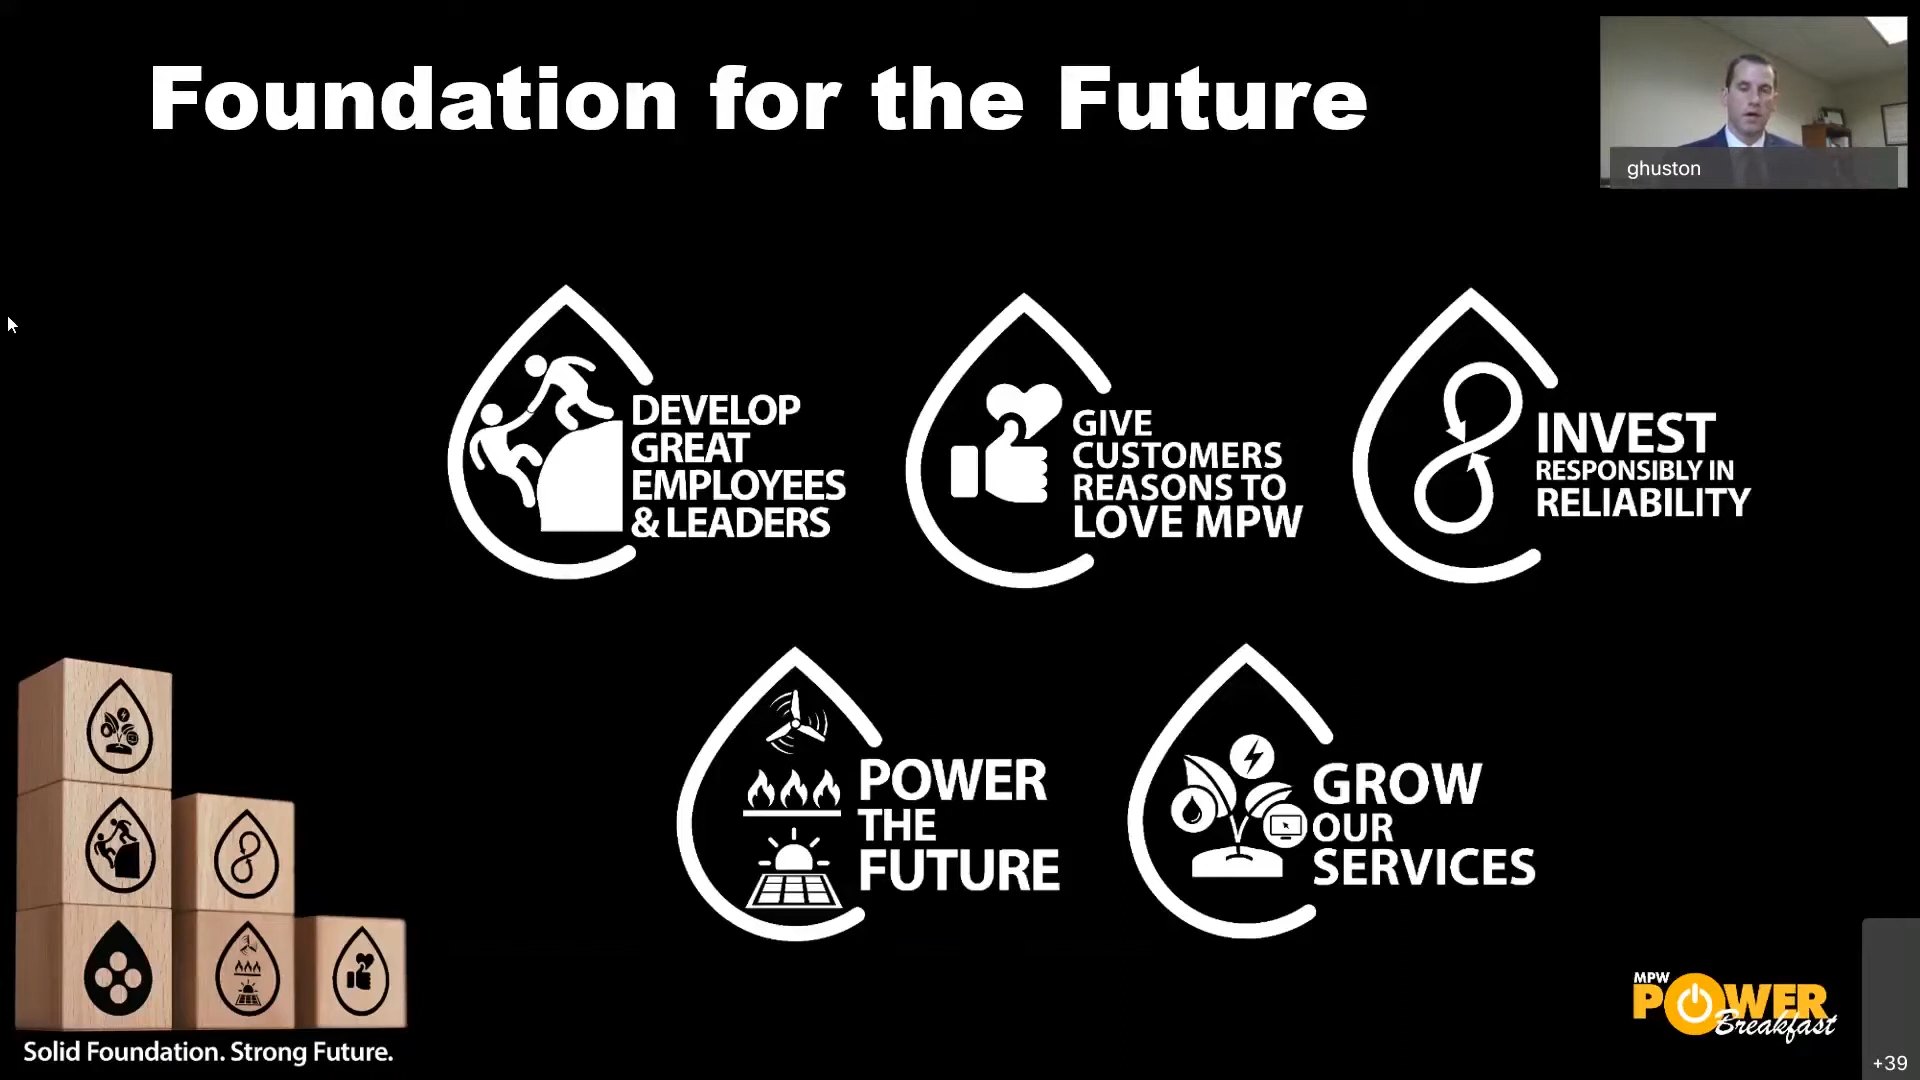 Foundation for the Future
ghuston
DEVELOP
GREAT
EMPLOYEES
& LEADERS
GIVE
CUSTOMERS
REASONS TO
LOVE MPW
INVEST
RESPONSIBLY IN
RELIABILITY
POWER
THE
FUTURE
GROW
OUR
SERVICES
Solid Foundation. Strong Future.
MPW
POWER
Breakfast
+39